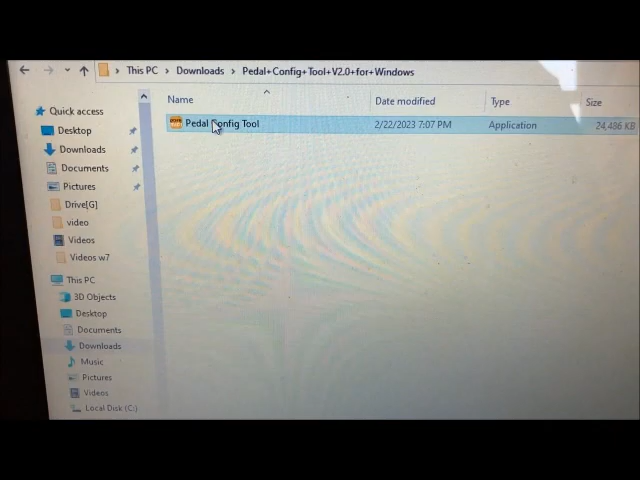 This PC > Downloads > Pedal+Config+Tool+V2.0+for+Windows
Name Date modified Type Size
Pedal Config Tool 2/22/2023 7:07 PM Application 24,486 KB
Quick access
Desktop
Downloads
Documents
Pictures
Drive[G]
video
Videos
Videos w7
This PC
3D Objects
Desktop
Documents
Downloads
Music
Pictures
Videos
Local Disk (C:)